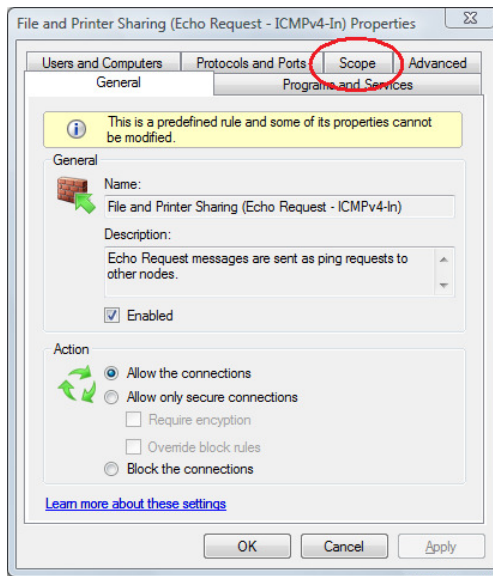 File and Printer Sharing (Echo Request - ICMPv4-In) Properties
Users and Computers
Protocols and Ports
Scope
Advanced
General
Programs and Services
This is a predefined rule and some of its properties cannot
be modified.
General
Name:
File and Printer Sharing (Echo Request - ICMPv4-In)
Description:
Echo Request messages are sent as ping requests to
other nodes.
Enabled
Action
Allow the connections
Allow only secure connections
Require encyption
Override block rules
Block the connections
Learn more about these settings
OK
Cancel
Apply